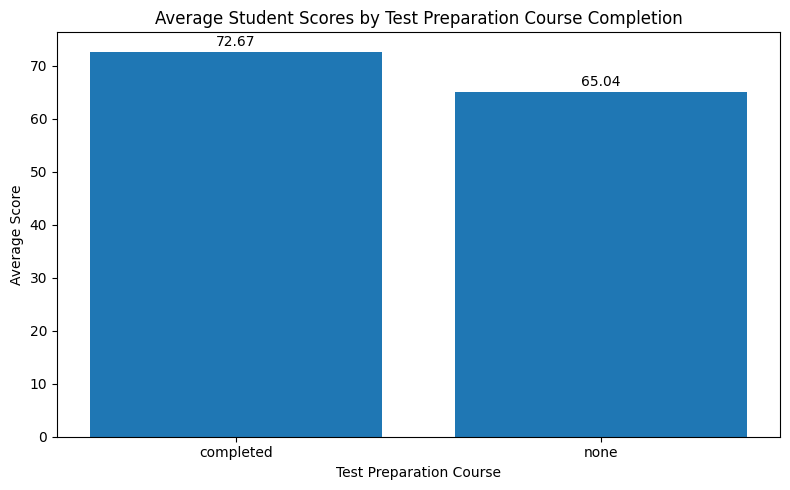 Average Student Scores by Test Preparation Course Completion
72.67
65.04
70
60
50
40
30
20
10
0
Average Score
completed none
Test Preparation Course